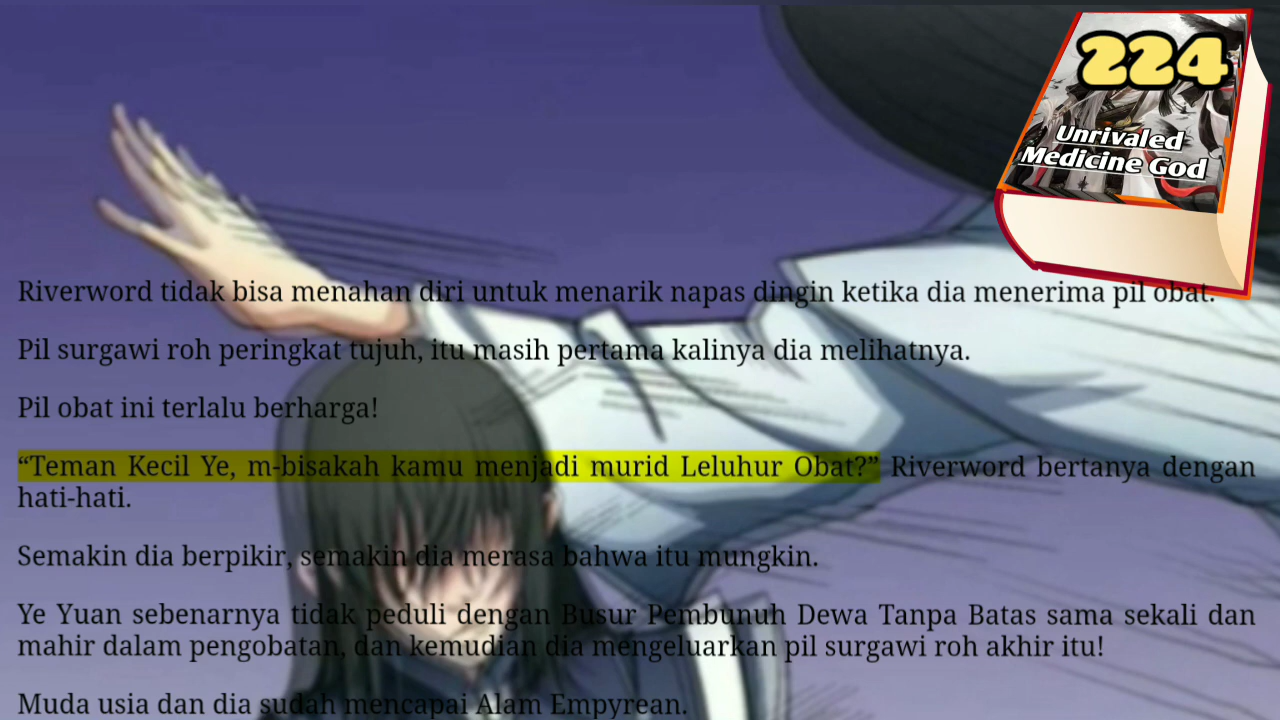 224
Unrivaled
Medicine God
Riverword tidak bisa menahan diri untuk menarik napas dingin ketika dia menerima pil obat.
Pil surgawi roh peringkat tujuh, itu masih pertama kalinya dia melihatnya.
Pil obat ini terlalu berharga!
“Teman Kecil Ye, m-bisakah kamu menjadi murid Leluhur Obat?” Riverword bertanya dengan
hati-hati.
Semakin dia berpikir, semakin dia merasa bahwa itu mungkin.
Ye Yuan sebenarnya tidak peduli dengan Busur Pembunuh Dewa Tanpa Batas sama sekali dan
mahir dalam pengobatan, dan kemudian dia mengeluarkan pil surgawi roh akhir itu!
Muda usia dan dia sudah mencapai Alam Empyrean.